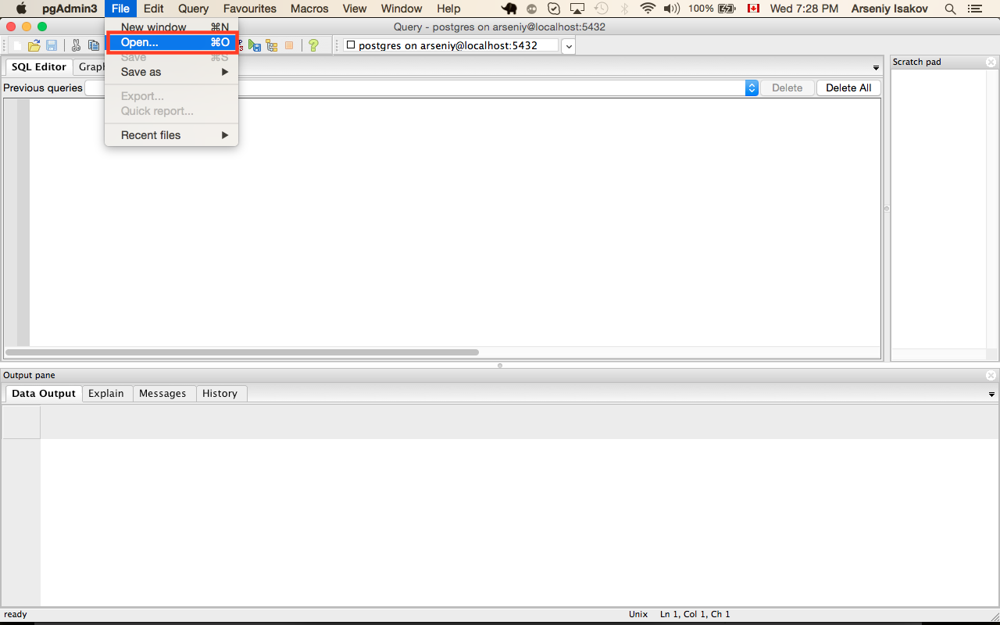 pgAdmin3 File Edit Query Favourites Macros View Window Help 100% Wed 7:28 PM Arseniy Isakov
Query - postgres on arseniy@localhost:5432
New window ⌘N
Open... ⌘O
Save ⌘S
Save as
Export...
Quick report...
Recent files
postgres on arseniy@localhost:5432
SQL Editor Graph
Scratch pad
Previous queries Delete Delete All
Output pane
Data Output Explain Messages History
ready Unix Ln 1, Col 1, Ch 1